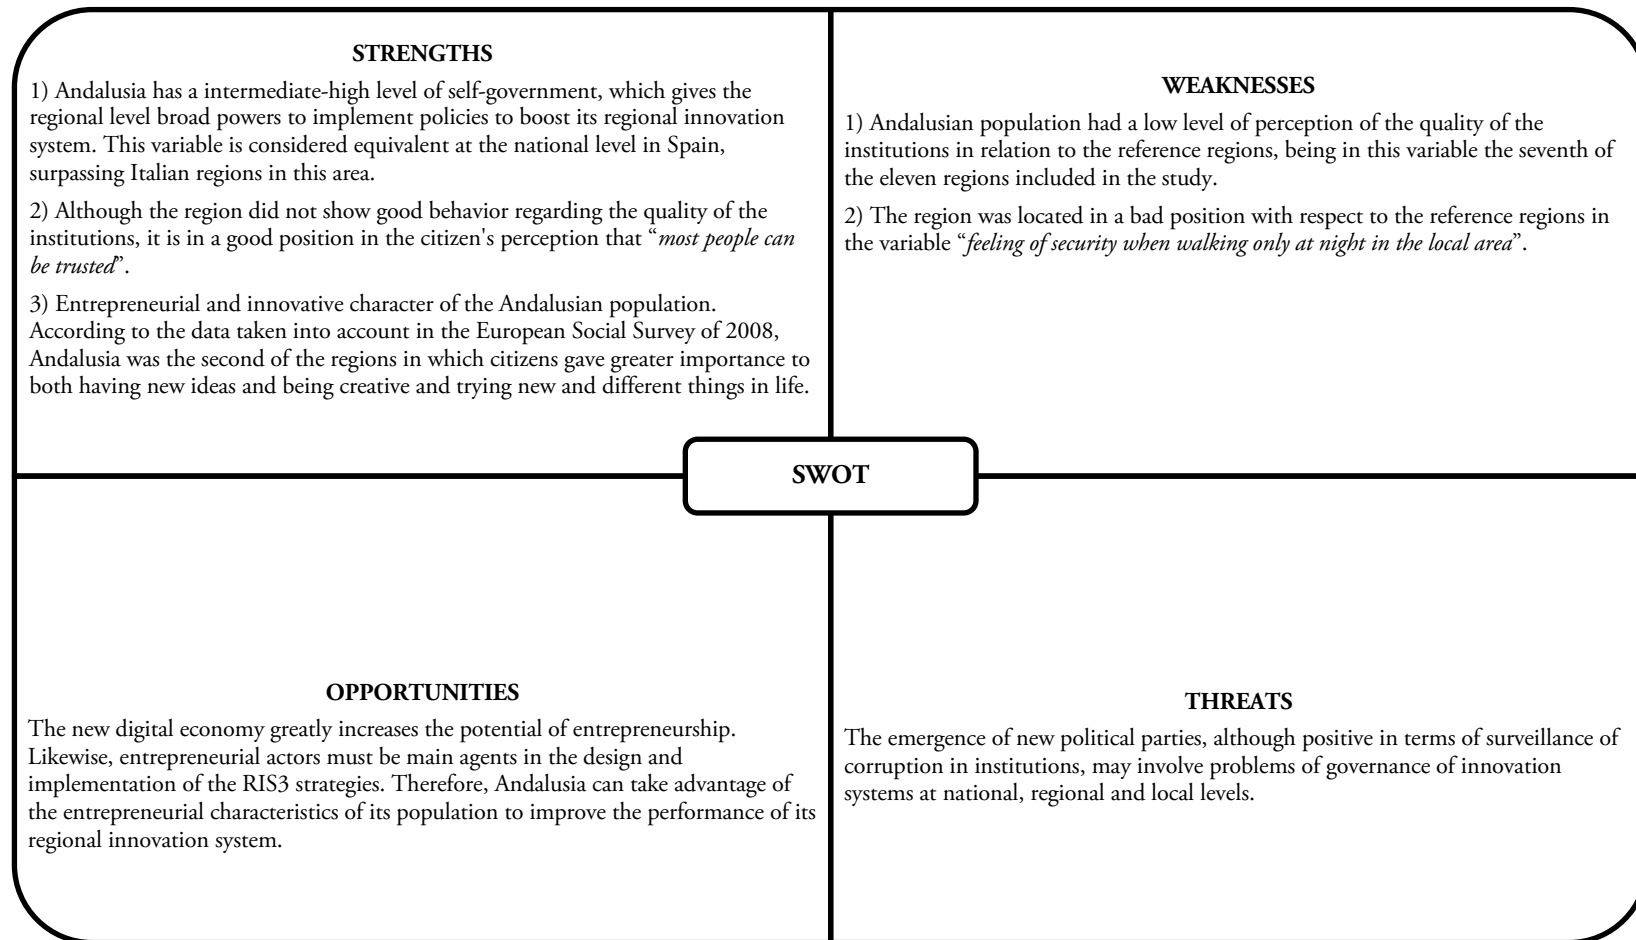 STRENGTHS
1) Andalusia has a intermediate-high level of self-government, which gives the
regional level broad powers to implement policies to boost its regional innovation
system. This variable is considered equivalent at the national level in Spain,
surpassing Italian regions in this area.
2) Although the region did not show good behavior regarding the quality of the
institutions, it is in a good position in the citizen's perception that “most people can
be trusted”.
3) Entrepreneurial and innovative character of the Andalusian population.
According to the data taken into account in the European Social Survey of 2008,
Andalusia was the second of the regions in which citizens gave greater importance to
both having new ideas and being creative and trying new and different things in life.
WEAKNESSES
1) Andalusian population had a low level of perception of the quality of the
institutions in relation to the reference regions, being in this variable the seventh of
the eleven regions included in the study.
2) The region was located in a bad position with respect to the reference regions in
the variable “feeling of security when walking only at night in the local area”.
SWOT
OPPORTUNITIES
The new digital economy greatly increases the potential of entrepreneurship.
Likewise, entrepreneurial actors must be main agents in the design and
implementation of the RIS3 strategies. Therefore, Andalusia can take advantage of
the entrepreneurial characteristics of its population to improve the performance of its
regional innovation system.
THREATS
The emergence of new political parties, although positive in terms of surveillance of
corruption in institutions, may involve problems of governance of innovation
systems at national, regional and local levels.